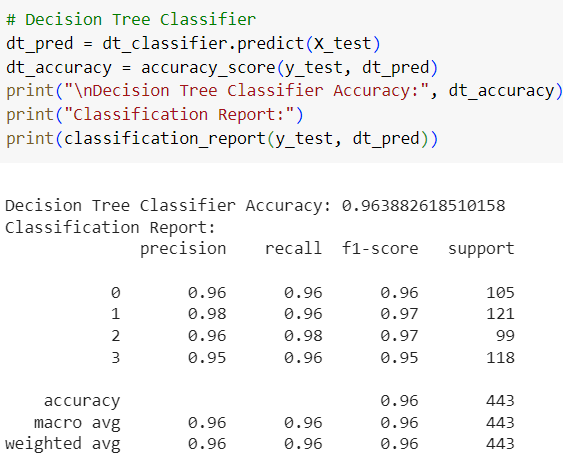 # Decision Tree Classifier
dt_pred = dt_classifier.predict(X_test)
dt_accuracy = accuracy_score(y_test, dt_pred)
print("\nDecision Tree Classifier Accuracy:", dt_accuracy)
print("Classification Report:")
print(classification_report(y_test, dt_pred))
Decision Tree Classifier Accuracy: 0.963882618510158
Classification Report:
precision recall f1-score support
0 0.96 0.96 0.96 105
1 0.98 0.96 0.97 121
2 0.96 0.98 0.97 99
3 0.95 0.96 0.95 118
accuracy 0.96 443
macro avg 0.96 0.96 0.96 443
weighted avg 0.96 0.96 0.96 443